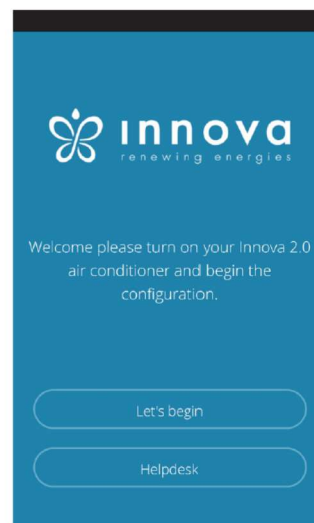 ınnova
renewing energies
Welcome please turn on your Innova 2.0
air conditioner and begin the
configuration.
Let's begin
Helpdesk